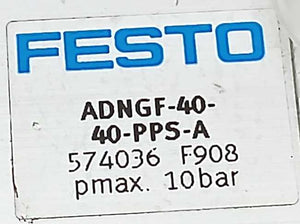 FESTO
ADNGF-40-
40-PPS-A
574036 F908
pmax. 10bar